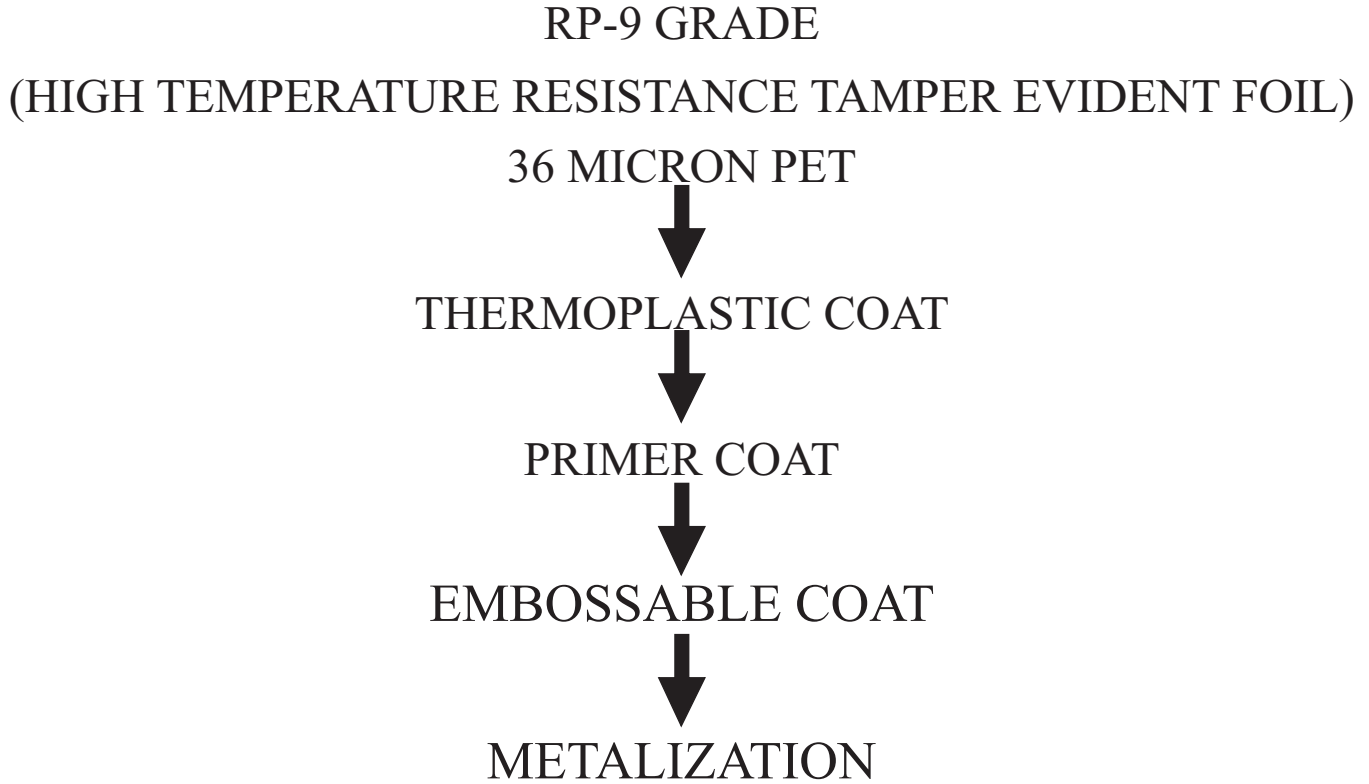 RP-9 GRADE
(HIGH TEMPERATURE RESISTANCE TAMPER EVIDENT FOIL)
36 MICRON PET
THERMOPLASTIC COAT
PRIMER COAT
EMBOSSABLE COAT
METALIZATION